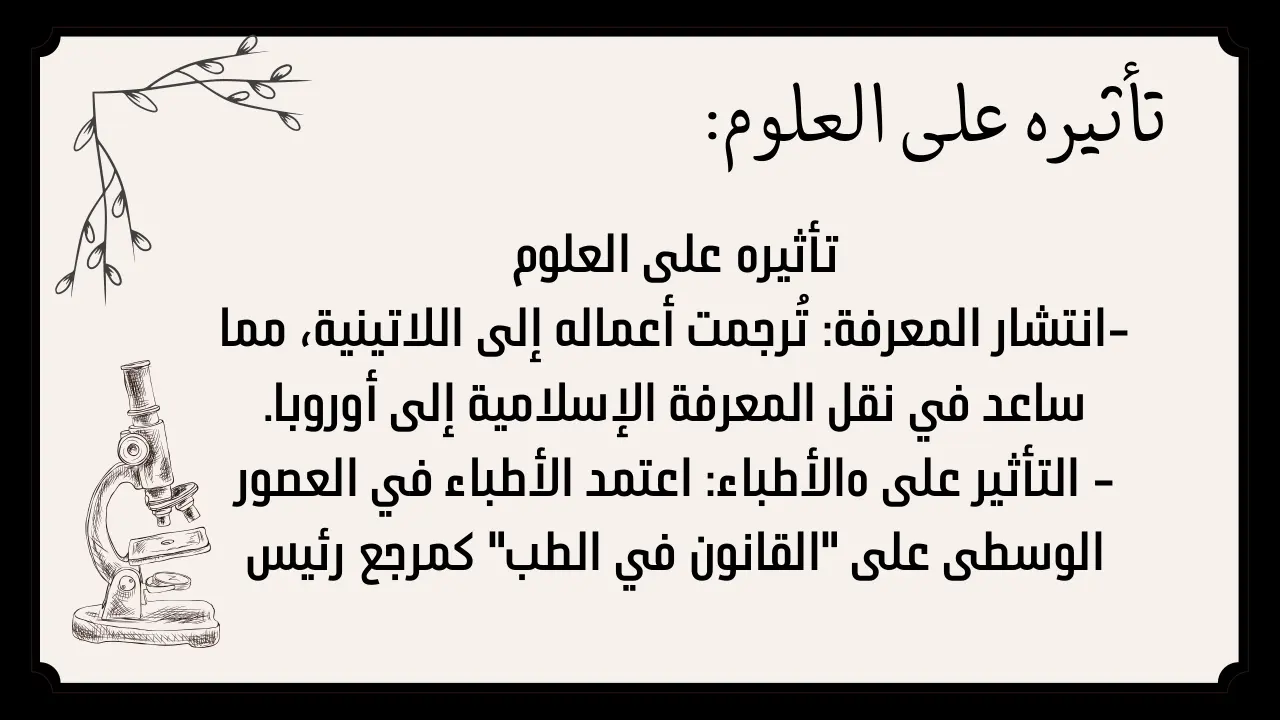 تأثيره على العلوم:
تأثيره على العلوم
-انتشار المعرفة: تُرجمت أعماله إلى اللاتينية، مما
ساعد في نقل المعرفة الإسلامية إلى أوروبا.
- التأثير على هالأطباء: اعتمد الأطباء في العصور
الوسطى على "القانون في الطب" كمرجع رئيس